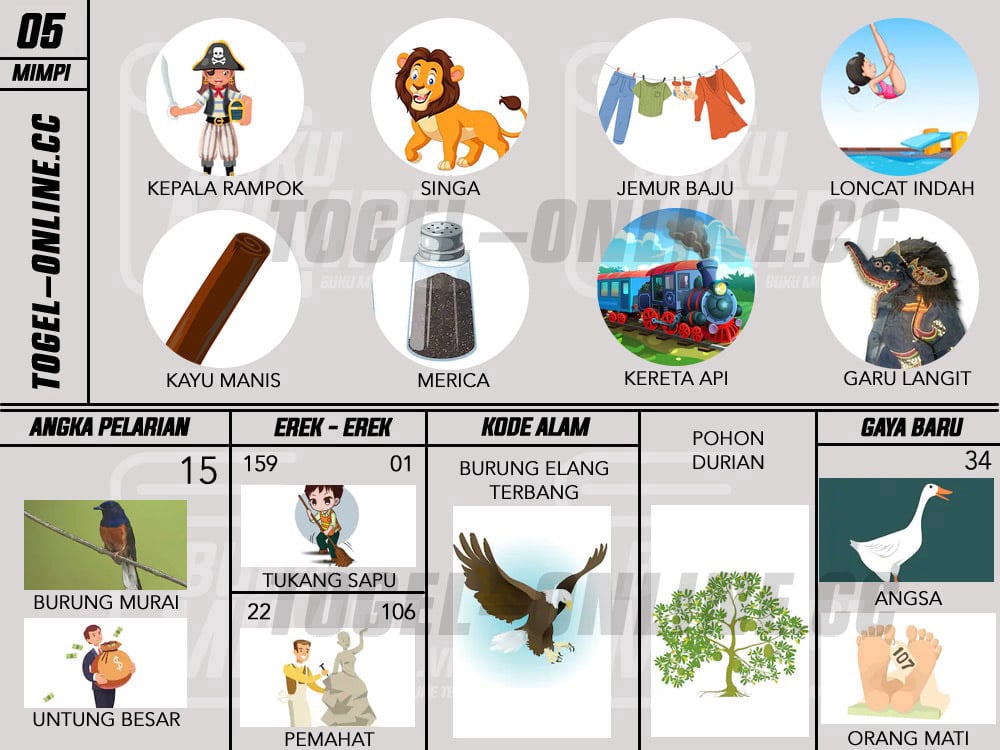 05
MIMPI
TOGEL-ONLINE.CC
KEPALA RAMPOK
SINGA
JEMUR BAJU
LONCAT INDAH
TOGEL-ONLINE.CC
KAYU MANIS
MERICA
KERETA API
GARU LANGIT
ANGKA PELARIAN
EREK - EREK
KODE ALAM
GAYA BARU
15
BURUNG MURAI
UNTUNG BESAR
159
01
TUKANG SAPU
22
106
PEMAHAT
BURUNG ELANG
TERBANG
POHON
DURIAN
34
ANGSA
107
ORANG MATI
TOGEL-ONLINE.CC